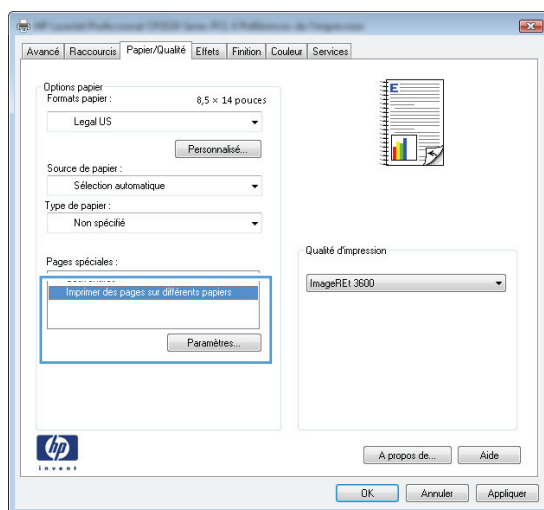 Avancé Raccourcis Papier/Qualité Effets Finition Couleur Services
Options papier
Formats papier : 8,5 × 14 pouces
Legal US
Personnalisé...
Source de papier :
Sélection automatique
Type de papier :
Non spécifié
Pages spéciales :
Imprimer des pages sur différents papiers
Paramètres...
E
Qualité d'impression
ImageREt 3600
hp
invent
A propos de... Aide
OK Annuler Appliquer